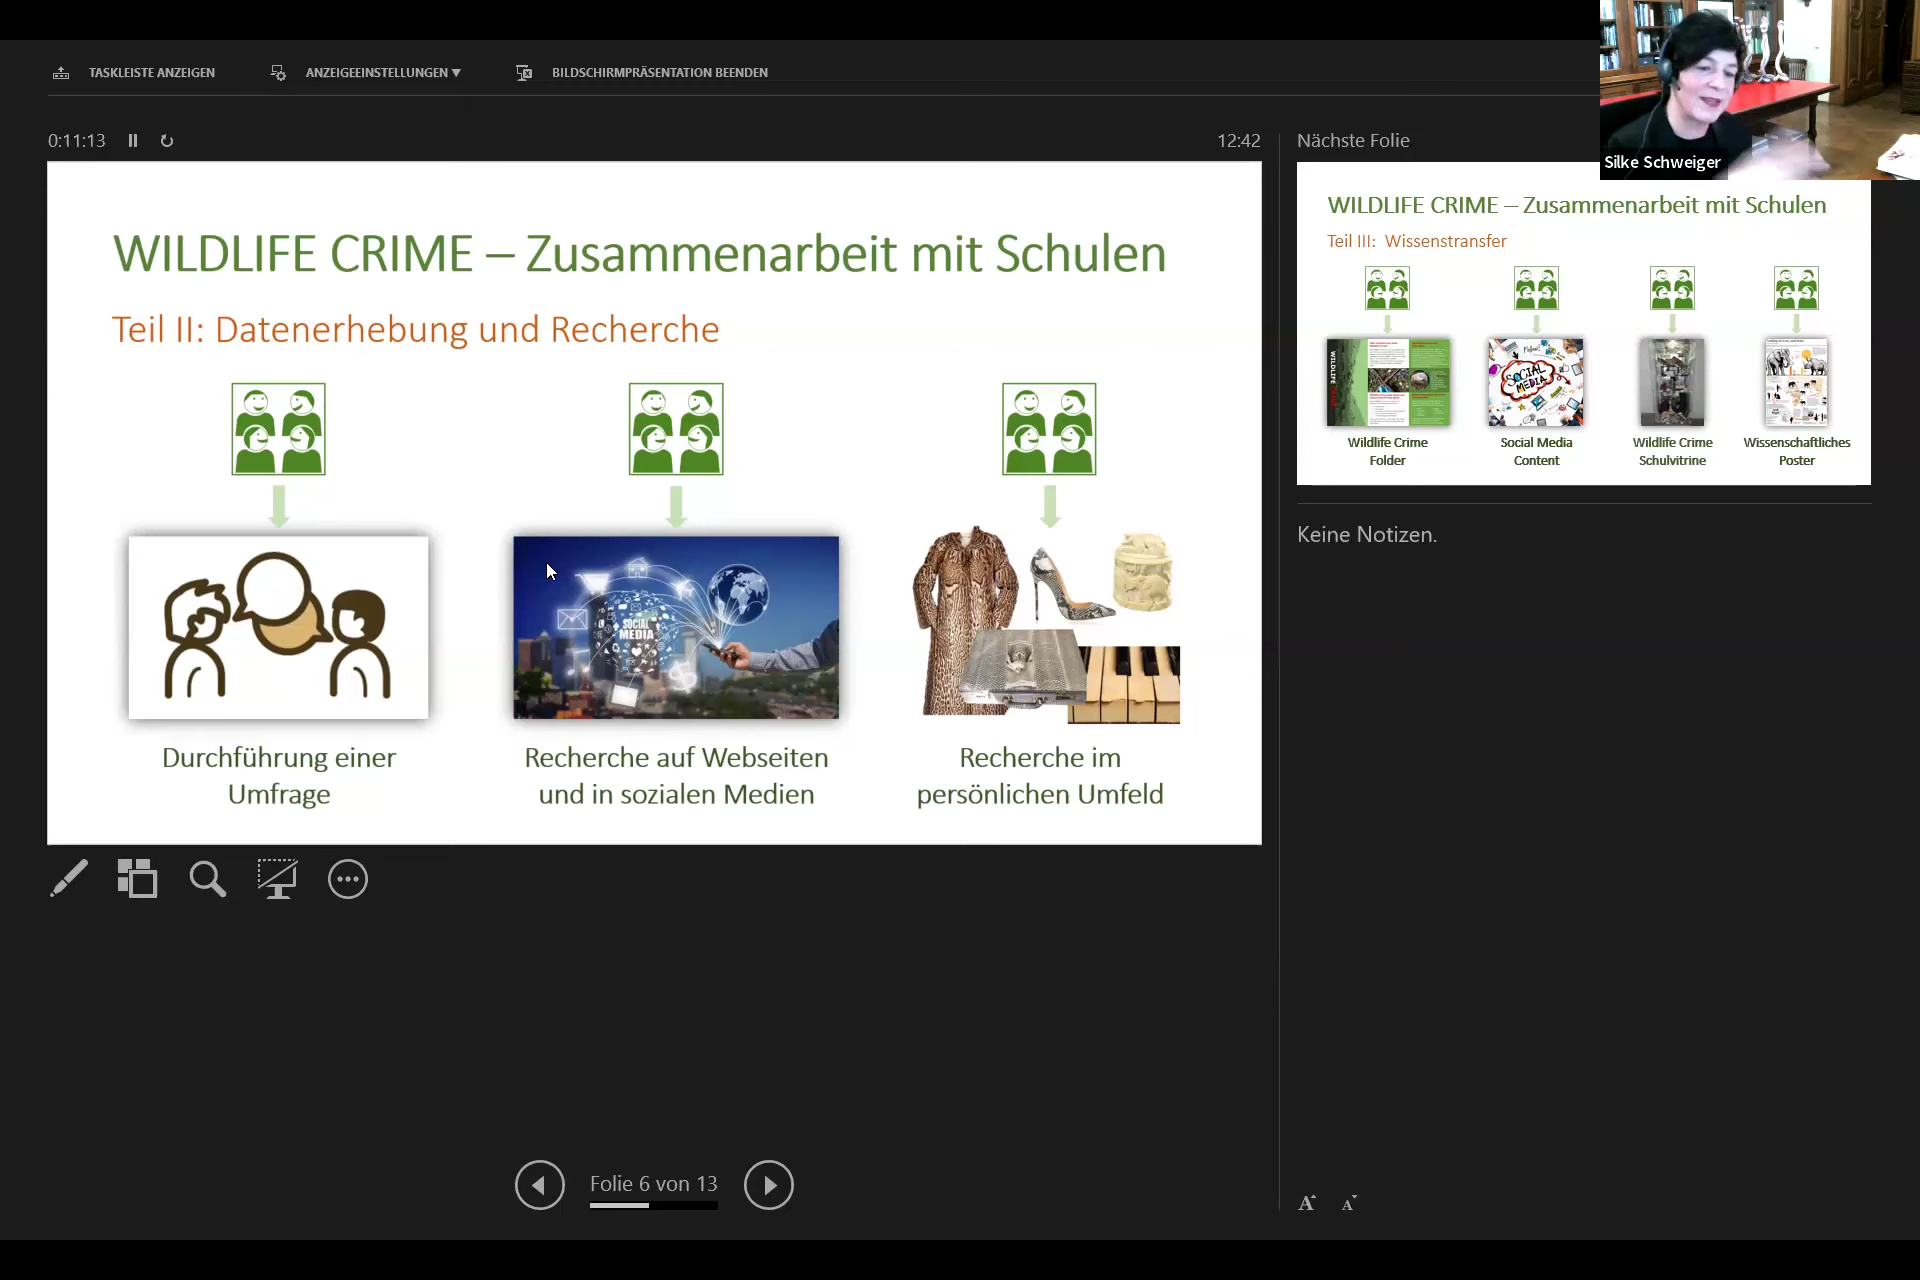 TASKLEISTE ANZEIGEN
ANZEIGEEINSTELLUNGEN
BILDSCHIRMPRÄSENTATION BEENDEN
0:11:13
12:42
WILDLIFE CRIME – Zusammenarbeit mit Schulen
Teil II: Datenerhebung und Recherche
SOCIAL
MEDIA
Durchführung einer
Umfrage
Recherche auf Webseiten
und in sozialen Medien
Recherche im
persönlichen Umfeld
Folie 6 von 13
Nächste Folie
Silke Schweiger
WILDLIFE CRIME – Zusammenarbeit mit Schulen
Teil III: Wissenstransfer
WILDLIFE
SOCIAL
MEDIA
Wildlife Crime
Folder
Social Media
Content
Wildlife Crime
Schulvitrine
Wissenschaftliches
Poster
Keine Notizen.
A
A